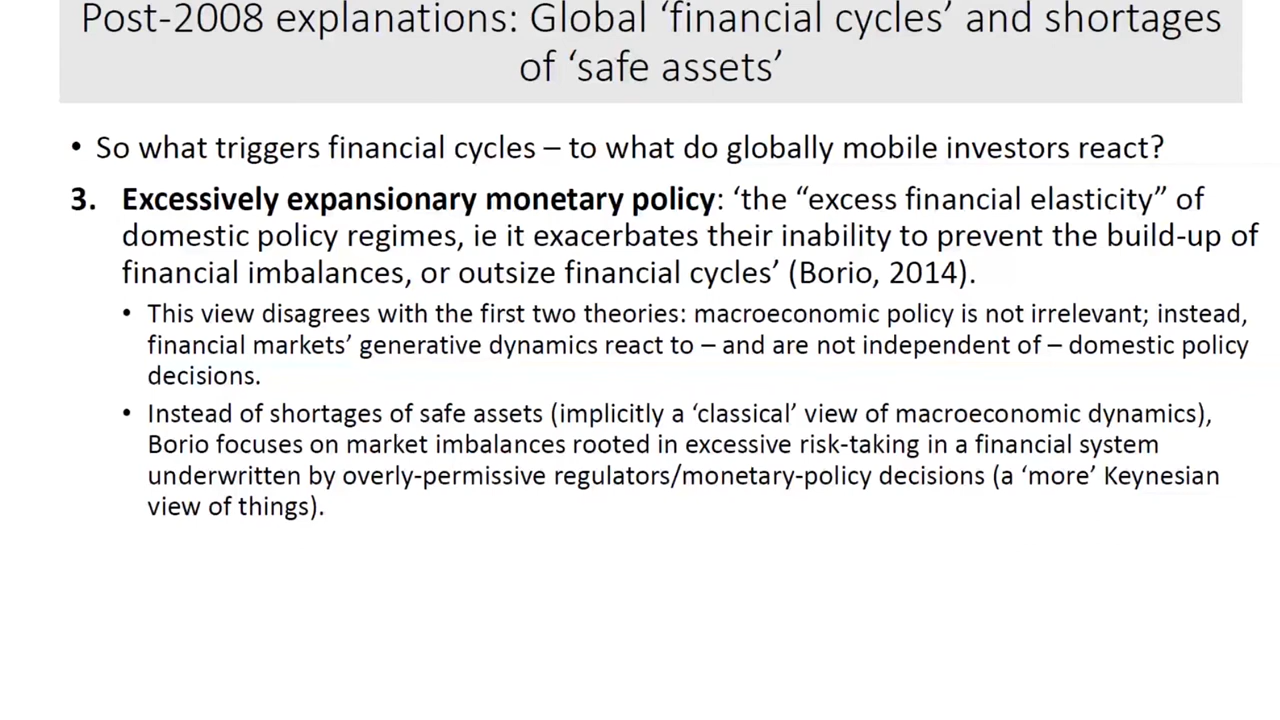 Post-2008 explanations: Global ‘financial cycles’ and shortages
of ‘safe assets’
• So what triggers financial cycles – to what do globally mobile investors react?
3. Excessively expansionary monetary policy: ‘the “excess financial elasticity” of
domestic policy regimes, ie it exacerbates their inability to prevent the build-up of
financial imbalances, or outsize financial cycles’ (Borio, 2014).
• This view disagrees with the first two theories: macroeconomic policy is not irrelevant; instead,
financial markets’ generative dynamics react to – and are not independent of – domestic policy
decisions.
• Instead of shortages of safe assets (implicitly a ‘classical’ view of macroeconomic dynamics),
Borio focuses on market imbalances rooted in excessive risk-taking in a financial system
underwritten by overly-permissive regulators/monetary-policy decisions (a ‘more’ Keynesian
view of things).